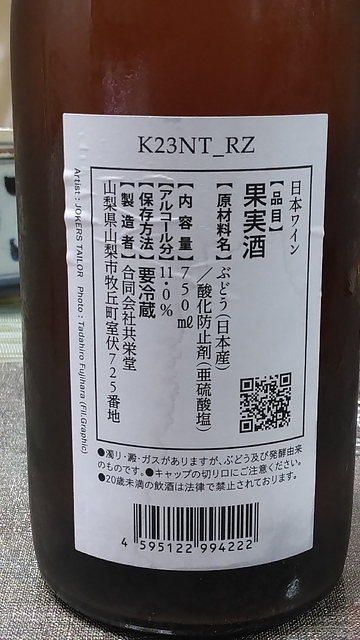 K23NT_RZ
日本ワイン
【品目】
果実酒
【原材料名】ぶどう(日本産)
／酸化防止剤(亜硫酸塩)
【内容量】750㎖
【アルコール分】11.0%
【保存方法】要冷蔵
【製造者】合同会社共栄堂
山梨県山梨市牧丘町室伏725番地
Artist : JOKERS TAILOR Photo : Tadahiro Fujihara (Fil.Graphic)
●濁り・澱・ガスがありますが、ぶどう及び発酵由来
のものです。●キャップの切り口にご注意ください。
●20歳未満の飲酒は法律で禁止されております。
4 595122 994222